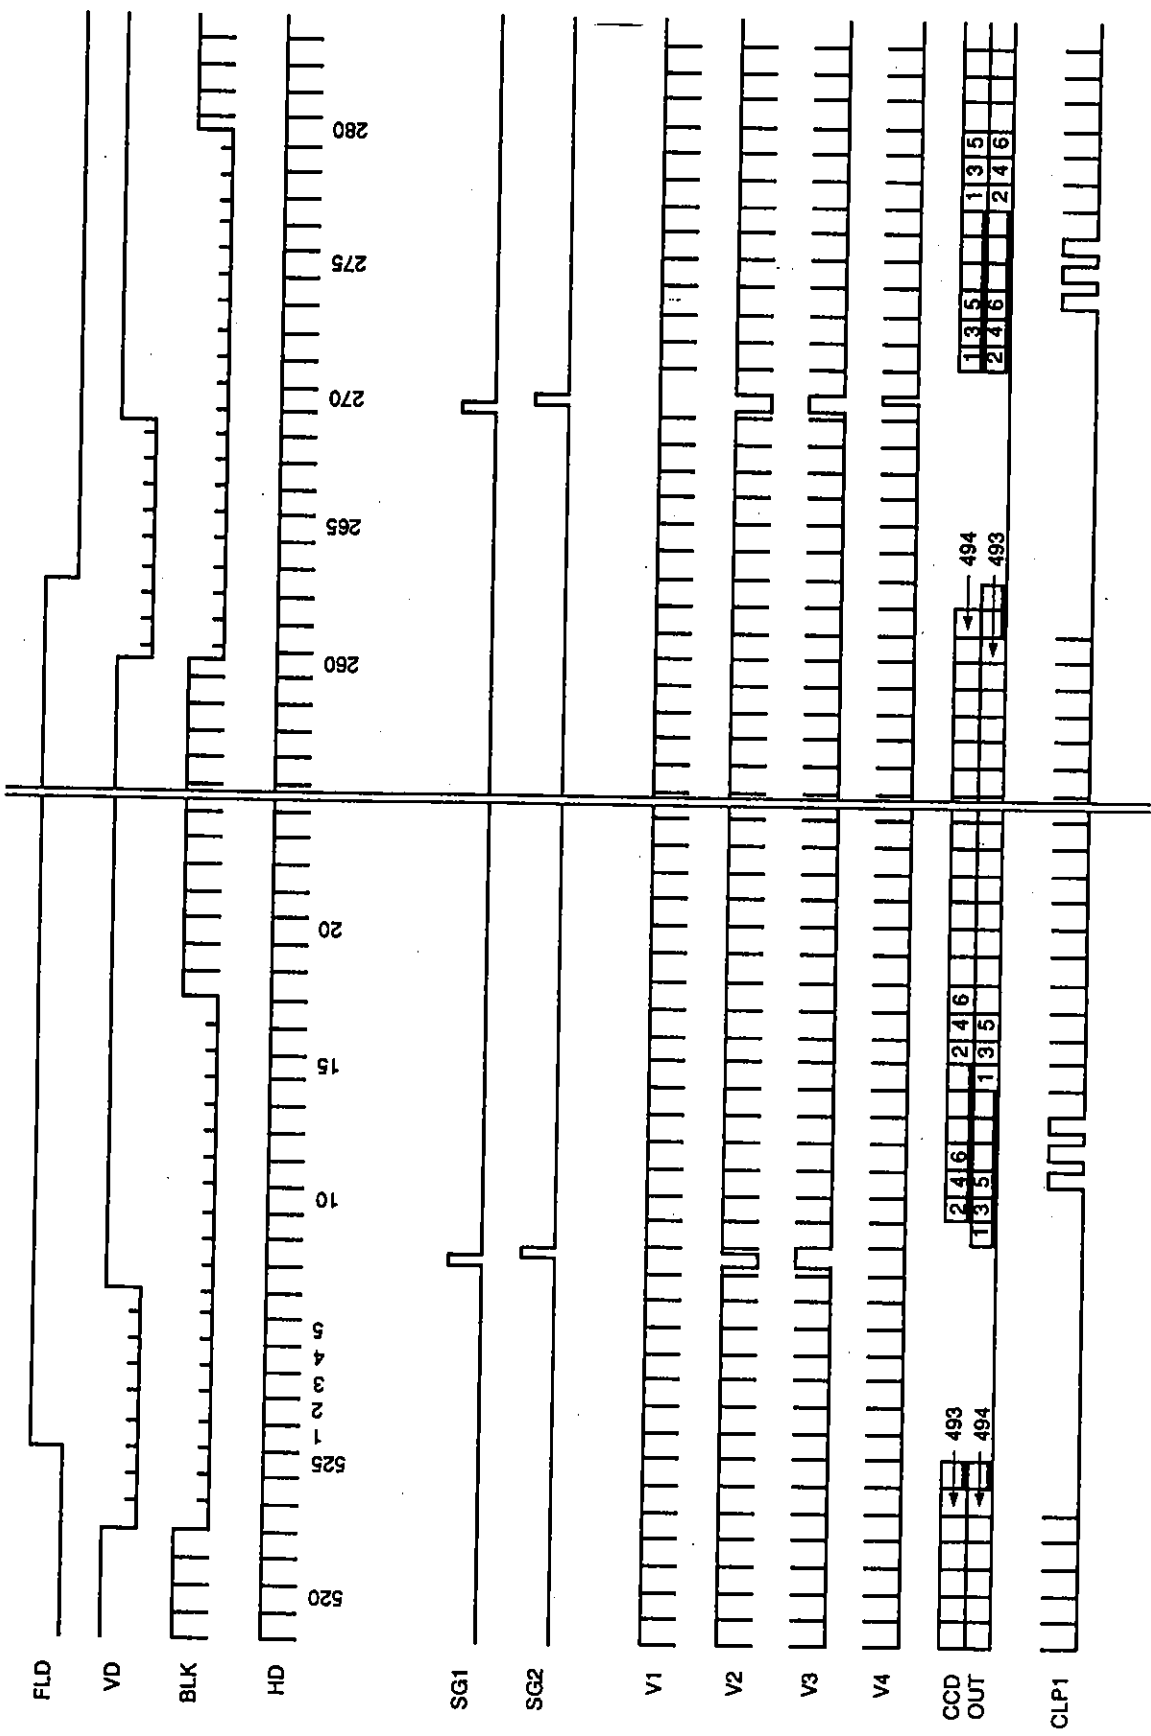 FLD
VD
BLK
HD
520 525 1 2 3 4 5 10 15 20 260 265 270 275 280
SG1
SG2
V1
V2
V3
V4
CCD
OUT
493 2 4 6 2 4 6 494 1 3 5 1 3 5
494 1 3 5 1 3 5 493 2 4 6 2 4 6
CLP1